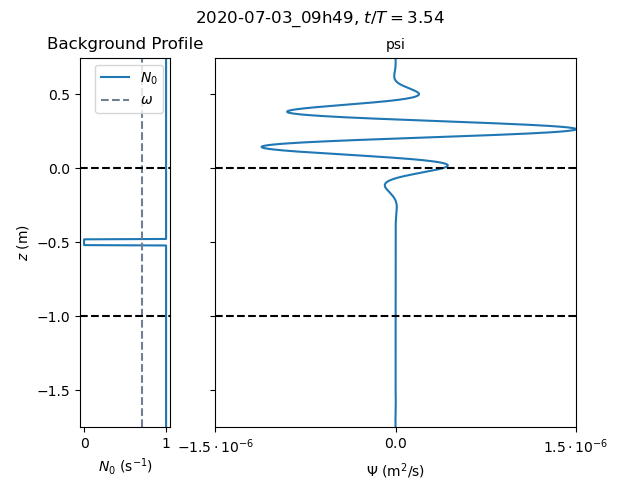 2020-07-03_09h49, t/T = 3.54
Background Profile
psi
N₀
ω
0.5
0.0
−0.5
−1.0
−1.5
z (m)
0 1
N₀ (s⁻¹)
−1.5 · 10⁻⁶ 0.0 1.5 · 10⁻⁶
Ψ (m²/s)